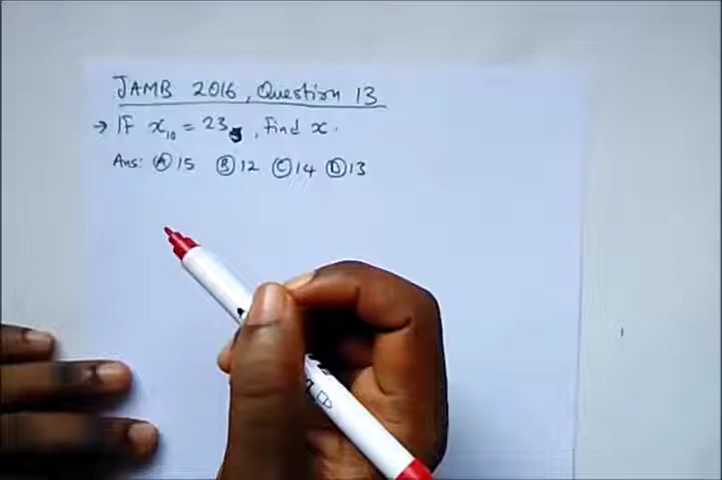 JAMB 2016, Question 13
→ If x₁₀ = 23₅, find x.
Ans: Ⓐ 15 Ⓑ 12 Ⓒ 14 Ⓓ 13